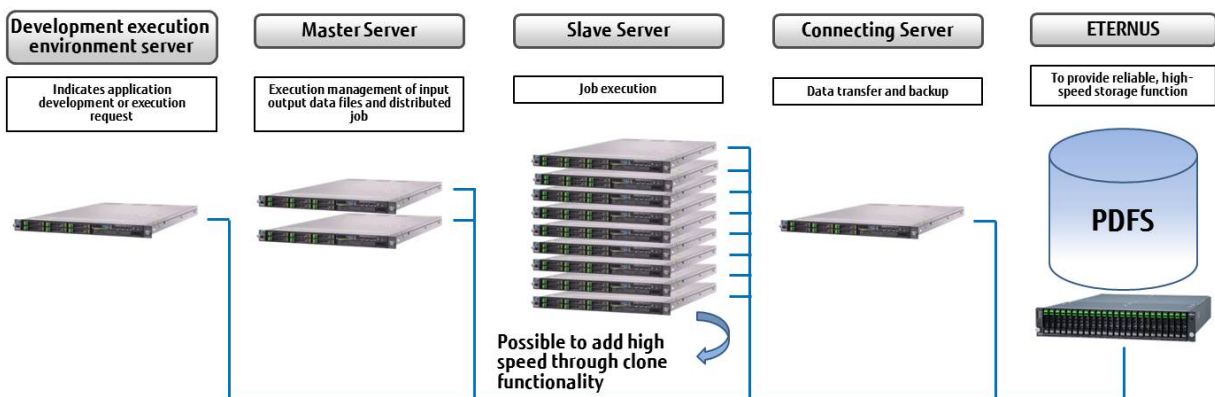 Development execution
environment server
Master Server
Slave Server
Connecting Server
ETERNUS
Indicates application
development or execution
request
Execution management of input
output data files and distributed
job
Job execution
Data transfer and backup
To provide reliable, high-
speed storage function
PDFS
Possible to add high
speed through clone
functionality